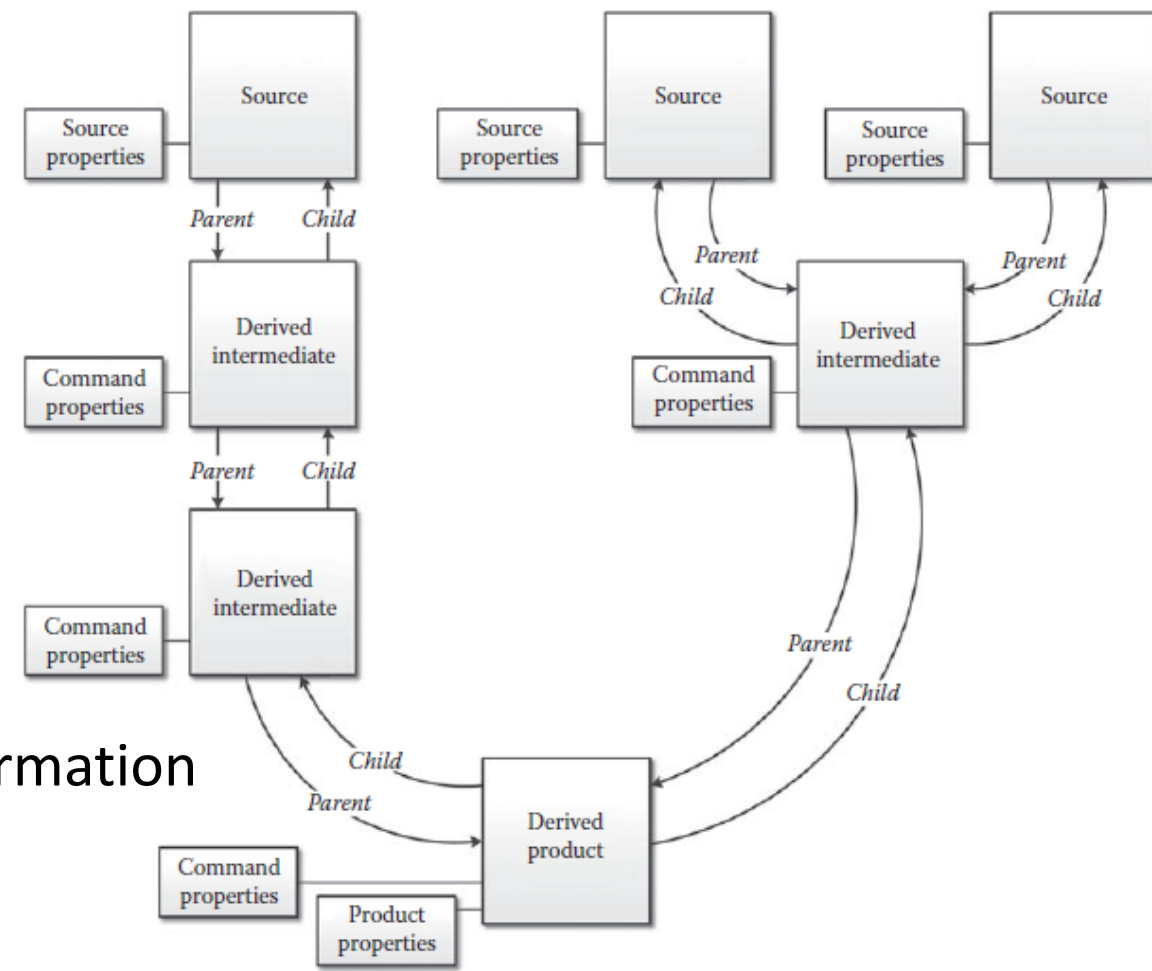 Source
Source
Source
Source
properties
Source
properties
Source
properties
Parent
Child
Parent
Child
Parent
Child
Derived
intermediate
Derived
intermediate
Command
properties
Command
properties
Parent
Child
Derived
intermediate
Command
properties
Parent
Child
Child
Parent
rmation
Derived
product
Command
properties
Product
properties